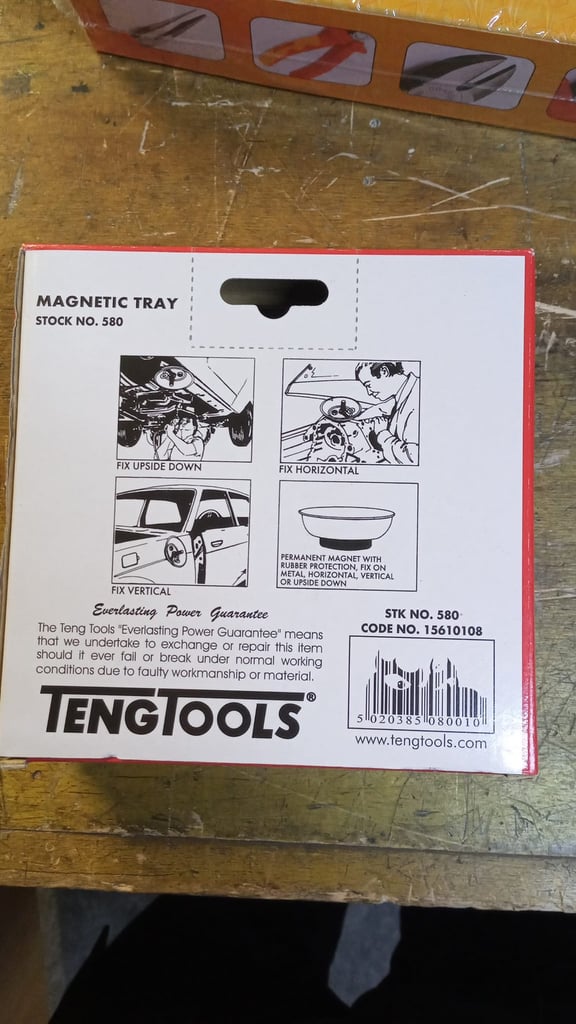 MAGNETIC TRAY
STOCK NO. 580
FIX UPSIDE DOWN
FIX HORIZONTAL
FIX VERTICAL
PERMANENT MAGNET WITH
RUBBER PROTECTION, FIX ON
METAL, HORIZONTAL, VERTICAL
OR UPSIDE DOWN
Everlasting Power Guarantee
The Teng Tools "Everlasting Power Guarantee" means
that we undertake to exchange or repair this item
should it ever fail or break under normal working
conditions due to faulty workmanship or material.
TENGTOOLS®
STK NO. 580
CODE NO. 15610108
5 020385 080010
www.tengtools.com